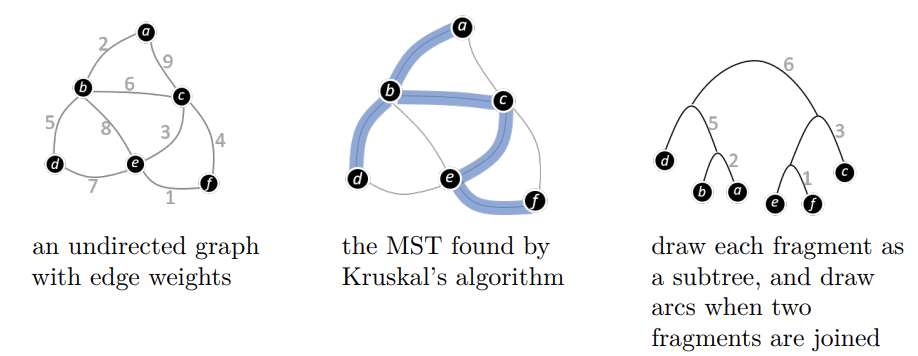 a
2
9
b
6
c
5
8
3
4
d
e
7
f
1
an undirected graph
with edge weights
a
b
c
d
e
f
the MST found by
Kruskal's algorithm
6
5
3
d
2
c
b
a
1
e
f
draw each fragment as
a subtree, and draw
arcs when two
fragments are joined